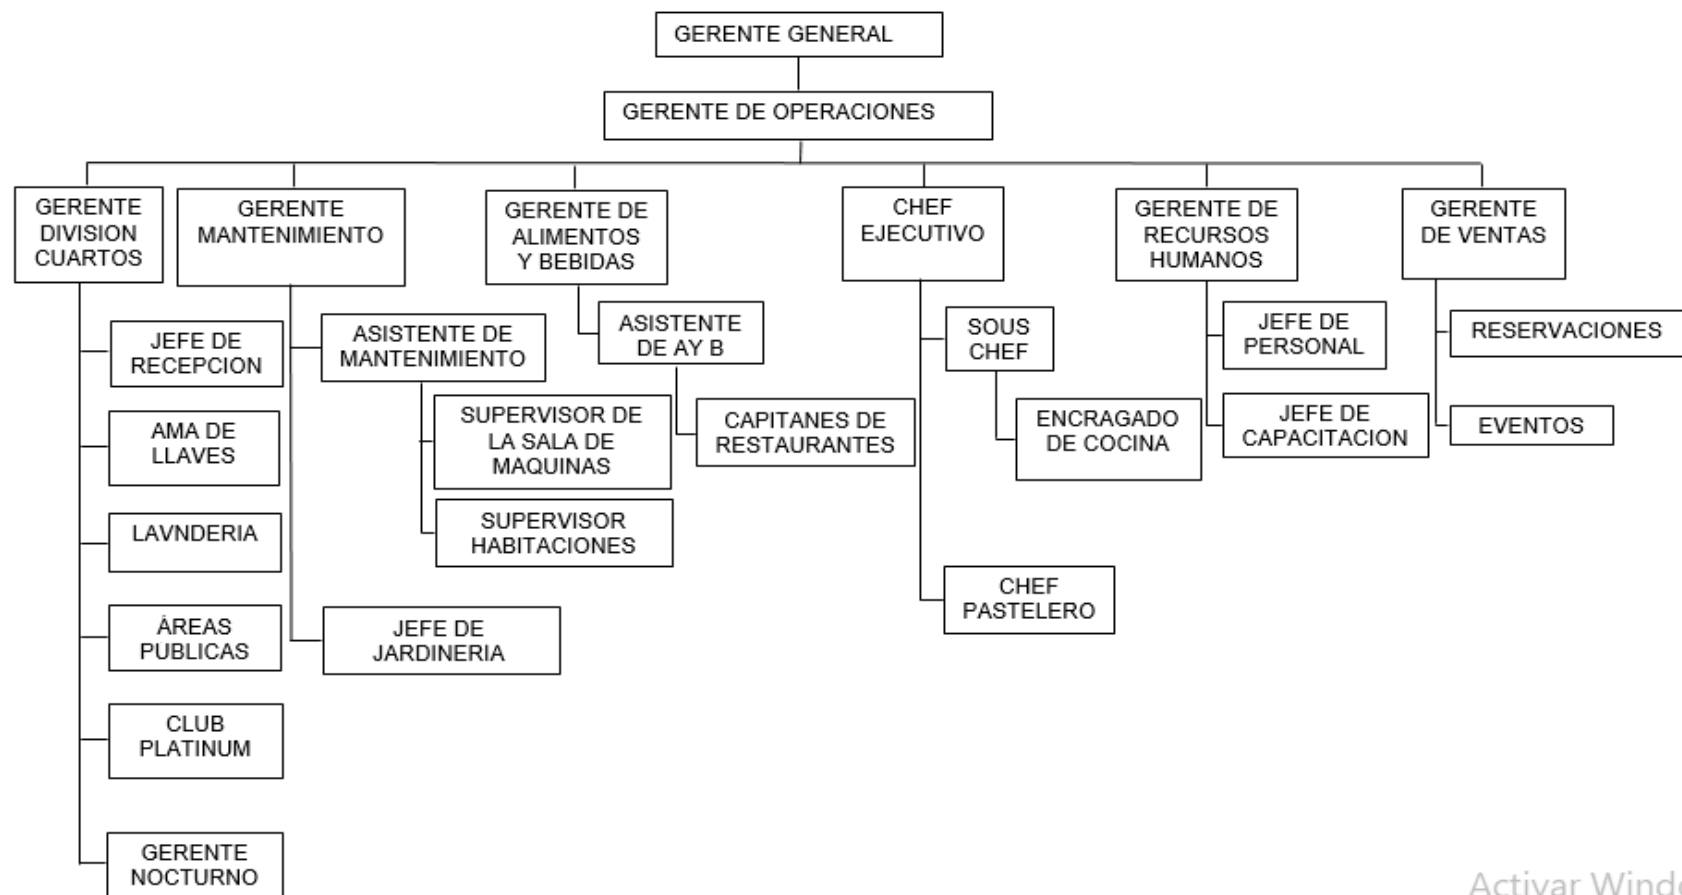 GERENTE GENERAL
GERENTE DE OPERACIONES
GERENTE
DIVISION
CUARTOS
GERENTE
MANTENIMIENTO
GERENTE DE
ALIMENTOS
Y BEBIDAS
CHEF
EJECUTIVO
GERENTE DE
RECURSOS
HUMANOS
GERENTE
DE VENTAS
JEFE DE
RECEPCION
AMA DE
LLAVES
LAVNDERIA
ÁREAS
PUBLICAS
CLUB
PLATINUM
GERENTE
NOCTURNO
ASISTENTE DE
MANTENIMIENTO
SUPERVISOR DE
LA SALA DE
MAQUINAS
SUPERVISOR
HABITACIONES
JEFE DE
JARDINERIA
ASISTENTE
DE AY B
CAPITANES DE
RESTAURANTES
SOUS
CHEF
ENCRAGADO
DE COCINA
CHEF
PASTELERO
JEFE DE
PERSONAL
JEFE DE
CAPACITACION
RESERVACIONES
EVENTOS
Activar Windo